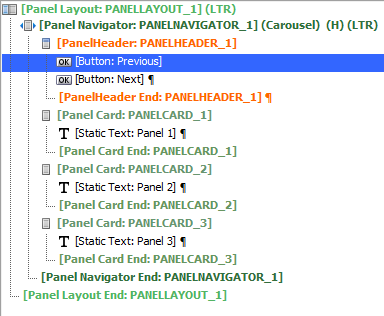 [Panel Layout: PANELLAYOUT_1] (LTR)
[Panel Navigator: PANELNAVIGATOR_1] (Carousel) (H) (LTR)
[PanelHeader: PANELHEADER_1]
OK [Button: Previous]
OK [Button: Next] ¶
[PanelHeader End: PANELHEADER_1] ¶
[Panel Card: PANELCARD_1]
T [Static Text: Panel 1] ¶
[Panel Card End: PANELCARD_1]
[Panel Card: PANELCARD_2]
T [Static Text: Panel 2] ¶
[Panel Card End: PANELCARD_2]
[Panel Card: PANELCARD_3]
T [Static Text: Panel 3] ¶
[Panel Card End: PANELCARD_3]
[Panel Navigator End: PANELNAVIGATOR_1]
[Panel Layout End: PANELLAYOUT_1]